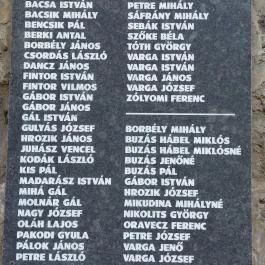 BACSA ISTVÁN
BACSIK MIHÁLY
BENCSIK PÁL
BERKI ANTAL
BORBÉLY JÁNOS
CSORDÁS LÁSZLÓ
DANCZ JÁNOS
FINTOR ISTVÁN
FINTOR VILMOS
GÁBOR ISTVÁN
GÁBOR JÁNOS
GÁL ISTVÁN
GULYÁS JÓZSEF
HROZIK JÁNOS
JUHÁSZ VENCEL
KODÁK LÁSZLÓ
KIS PÁL
MADARÁSZ ISTVÁN
MIHÁ GÁL
MOLNÁR GÁL
NAGY JÓZSEF
OLÁH LAJOS
PAKODI GYULA
PÁLOK JÁNOS
PETRE LÁSZLÓ
PETRE MIHÁLY
SÁFRÁNY MIHÁLY
SEBÁK ISTVÁN
SZŐKE BÉLA
TÓTH GYÖRGY
VARGA ISTVÁN
VARGA ISTVÁN
VARGA JÁNOS
VARGA JÓZSEF
ZÓLYOMI FERENC
BORBÉLY MIHÁLY
BUZÁS HÁBEL MIKLÓS
BUZÁS HÁBEL MIKLÓSNÉ
BUZÁS JENŐNÉ
BUZÁS PÁL
GÁBOR ISTVÁN
HROZIK JÓZSEF
MIKUDINA MIHÁLYNÉ
NIKOLITS GYÖRGY
ORAVECZ FERENC
PETRE JÓZSEF
VARGA JENŐ
VARGA JÓZSEF